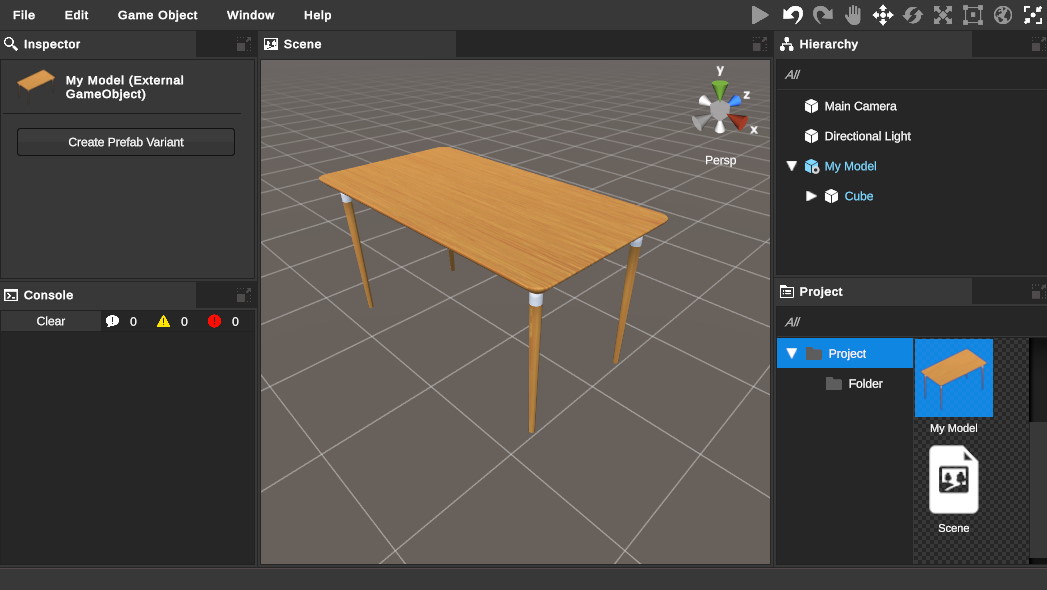 File Edit Game Object Window Help
Inspector
My Model (External
GameObject)
Create Prefab Variant
Console
Clear 0 0 0
Scene
y
z
x
Persp
Hierarchy
All
Main Camera
Directional Light
My Model
Cube
Project
All
Project
Folder
My Model
Scene